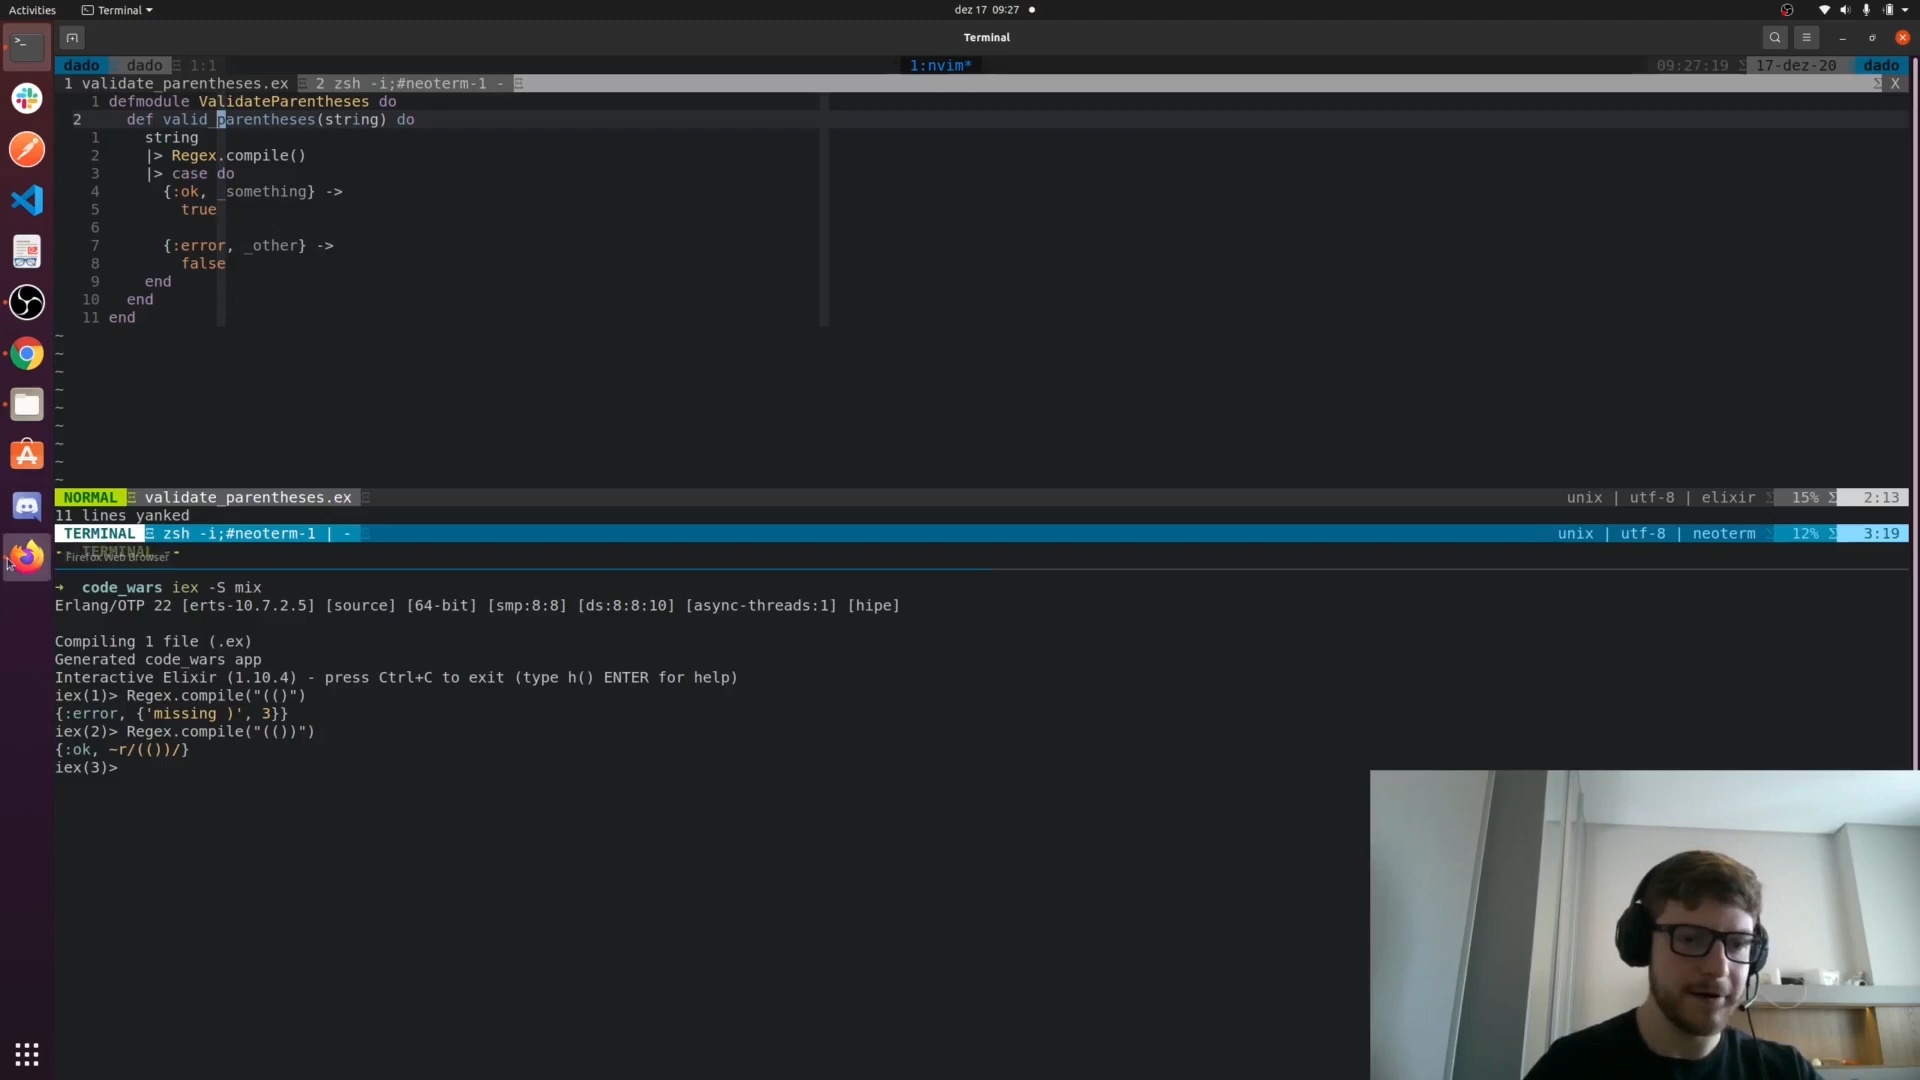 Activities Terminal dez 17 09:27
Terminal
dado dado 1:1 1:nvim* 09:27:19 17-dez-20 dado
1 validate_parentheses.ex 2 zsh -i;#neoterm-1 - X
1 defmodule ValidateParentheses do
2 def valid_parentheses(string) do
1 string
2 |> Regex.compile()
3 |> case do
4 {:ok, _something} ->
5 true
6
7 {:error, _other} ->
8 false
9 end
10 end
11 end
~
~
~
~
~
~
~
~
~
NORMAL validate_parentheses.ex unix | utf-8 | elixir 15% 2:13
11 lines yanked
TERMINAL zsh -i;#neoterm-1 | - unix | utf-8 | neoterm 12% 3:19
-- TERMINAL --
Firefox Web Browser
→ code_wars iex -S mix
Erlang/OTP 22 [erts-10.7.2.5] [source] [64-bit] [smp:8:8] [ds:8:8:10] [async-threads:1] [hipe]
Compiling 1 file (.ex)
Generated code_wars app
Interactive Elixir (1.10.4) - press Ctrl+C to exit (type h() ENTER for help)
iex(1)> Regex.compile("(()")
{:error, {'missing )', 3}}
iex(2)> Regex.compile("(())")
{:ok, ~r/(())/}
iex(3)>